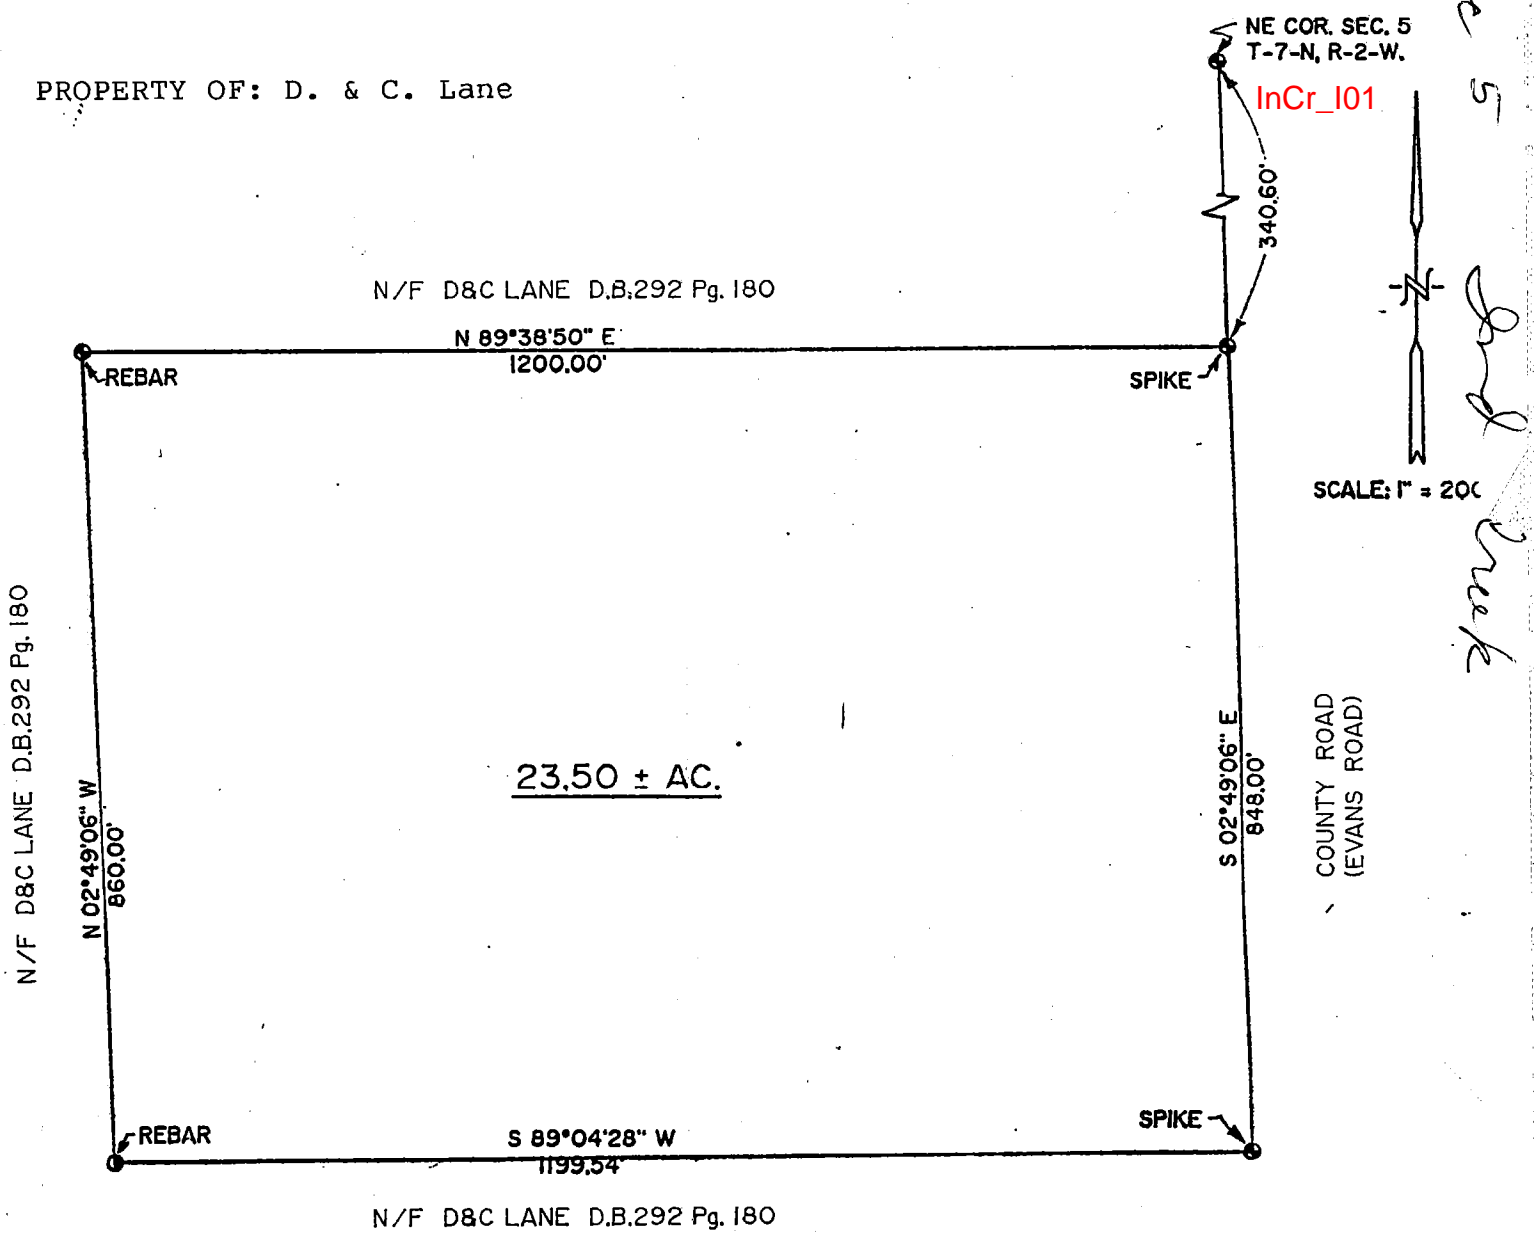 NE COR. SEC. 5
T-7-N, R-2-W.
InCr_I01
PROPERTY OF: D. & C. Lane
5
340.60'
N/F D&C LANE D.B.292 Pg. 180
N 89°38'50" E
1200.00'
REBAR
SPIKE
N
SCALE: 1" = 20
Creek
N/F D&C LANE D.B.292 Pg. 180
N 02°49'06" W
860.00'
23.50 ± AC.
S 02°49'06" E
848.00'
COUNTY ROAD
(EVANS ROAD)
REBAR
SPIKE
S 89°04'28" W
1199.54'
N/F D&C LANE D.B.292 Pg. 180